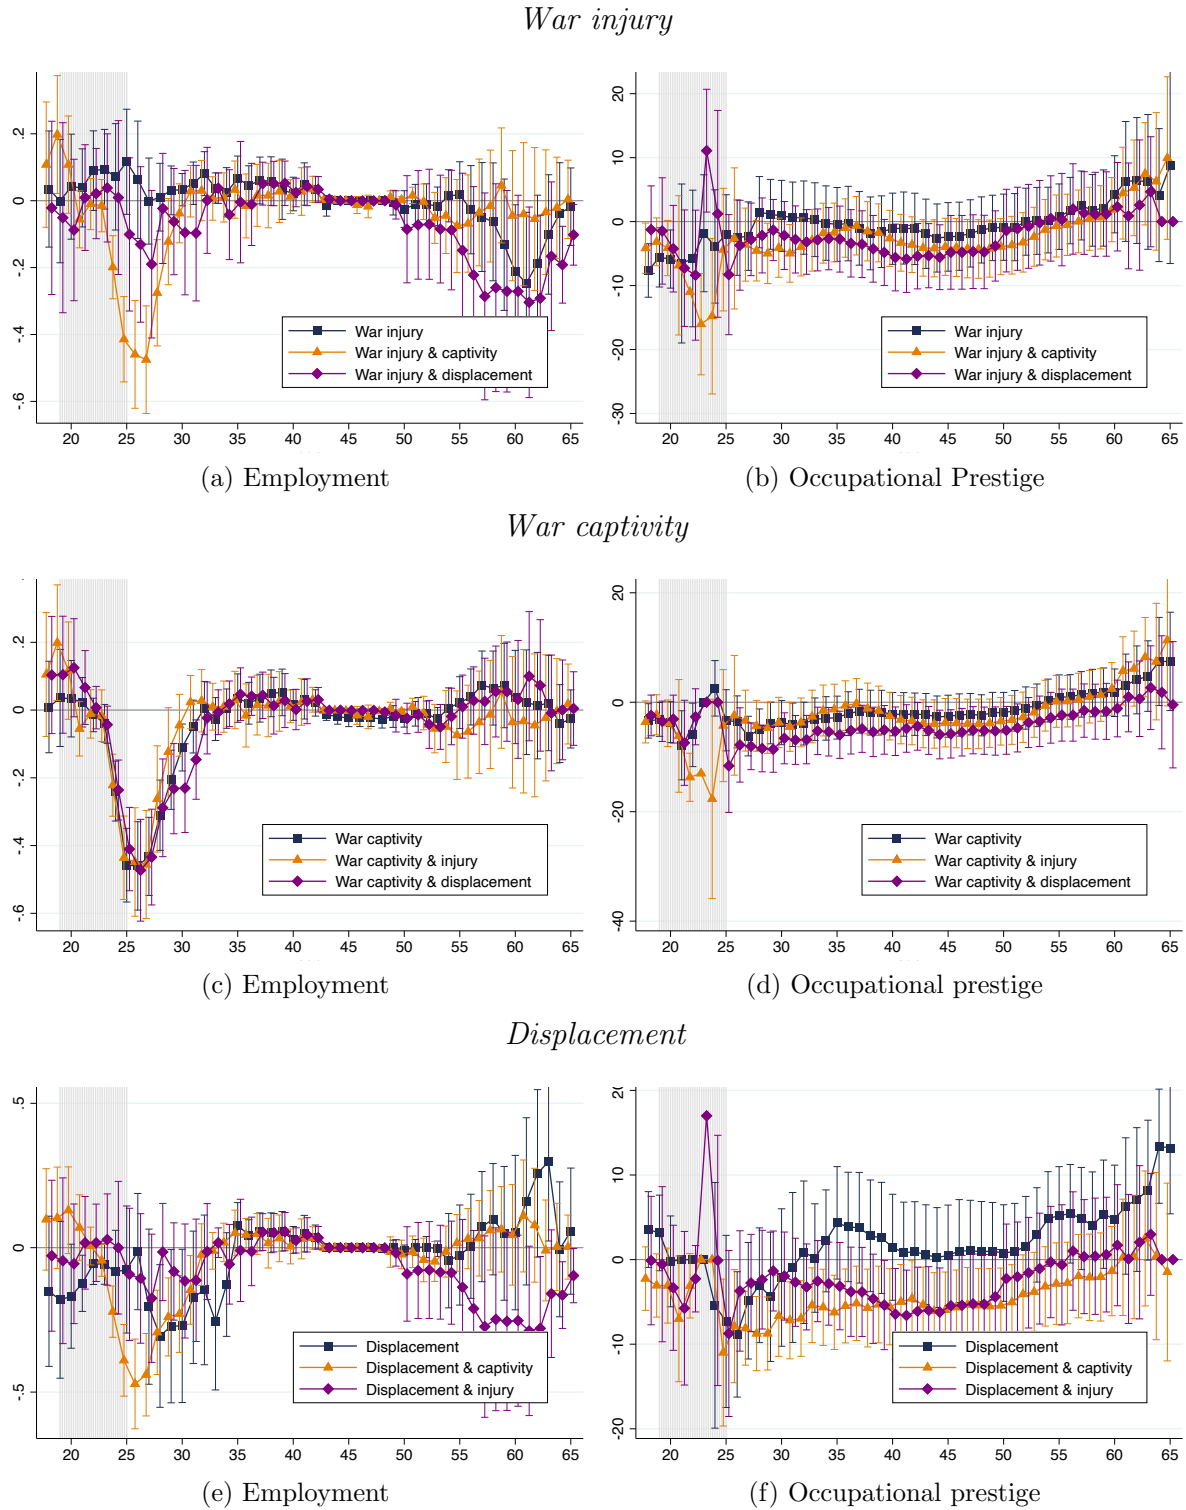 War injury
.2
0
-.2
-.4
-.6
20 25 30 35 40 45 50 55 60 65
War injury
War injury & captivity
War injury & displacement
(a) Employment
20
10
0
-10
-20
-30
20 25 30 35 40 45 50 55 60 65
War injury
War injury & captivity
War injury & displacement
(b) Occupational Prestige
War captivity
.2
0
.2
-.4
-.6
20 25 30 35 40 45 50 55 60 65
War captivity
War captivity & injury
War captivity & displacement
(c) Employment
20
0
-20
-40
20 25 30 35 40 45 50 55 60 65
War captivity
War captivity & injury
War captivity & displacement
(d) Occupational prestige
Displacement
.5
0
-.5
20 25 30 35 40 45 50 55 60 65
Displacement
Displacement & captivity
Displacement & injury
(e) Employment
20
10
0
-10
-20
20 25 30 35 40 45 50 55 60 65
Displacement
Displacement & captivity
Displacement & injury
(f) Occupational prestige